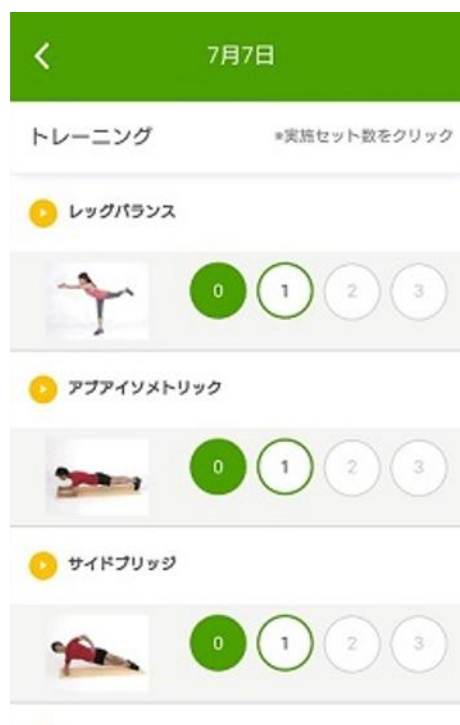 7月7日
トレーニング
※実施セット数をクリック
レッグバランス
0 1 2 3
アブアイソメトリック
0 1 2 3
サイドブリッジ
0 1 2 3